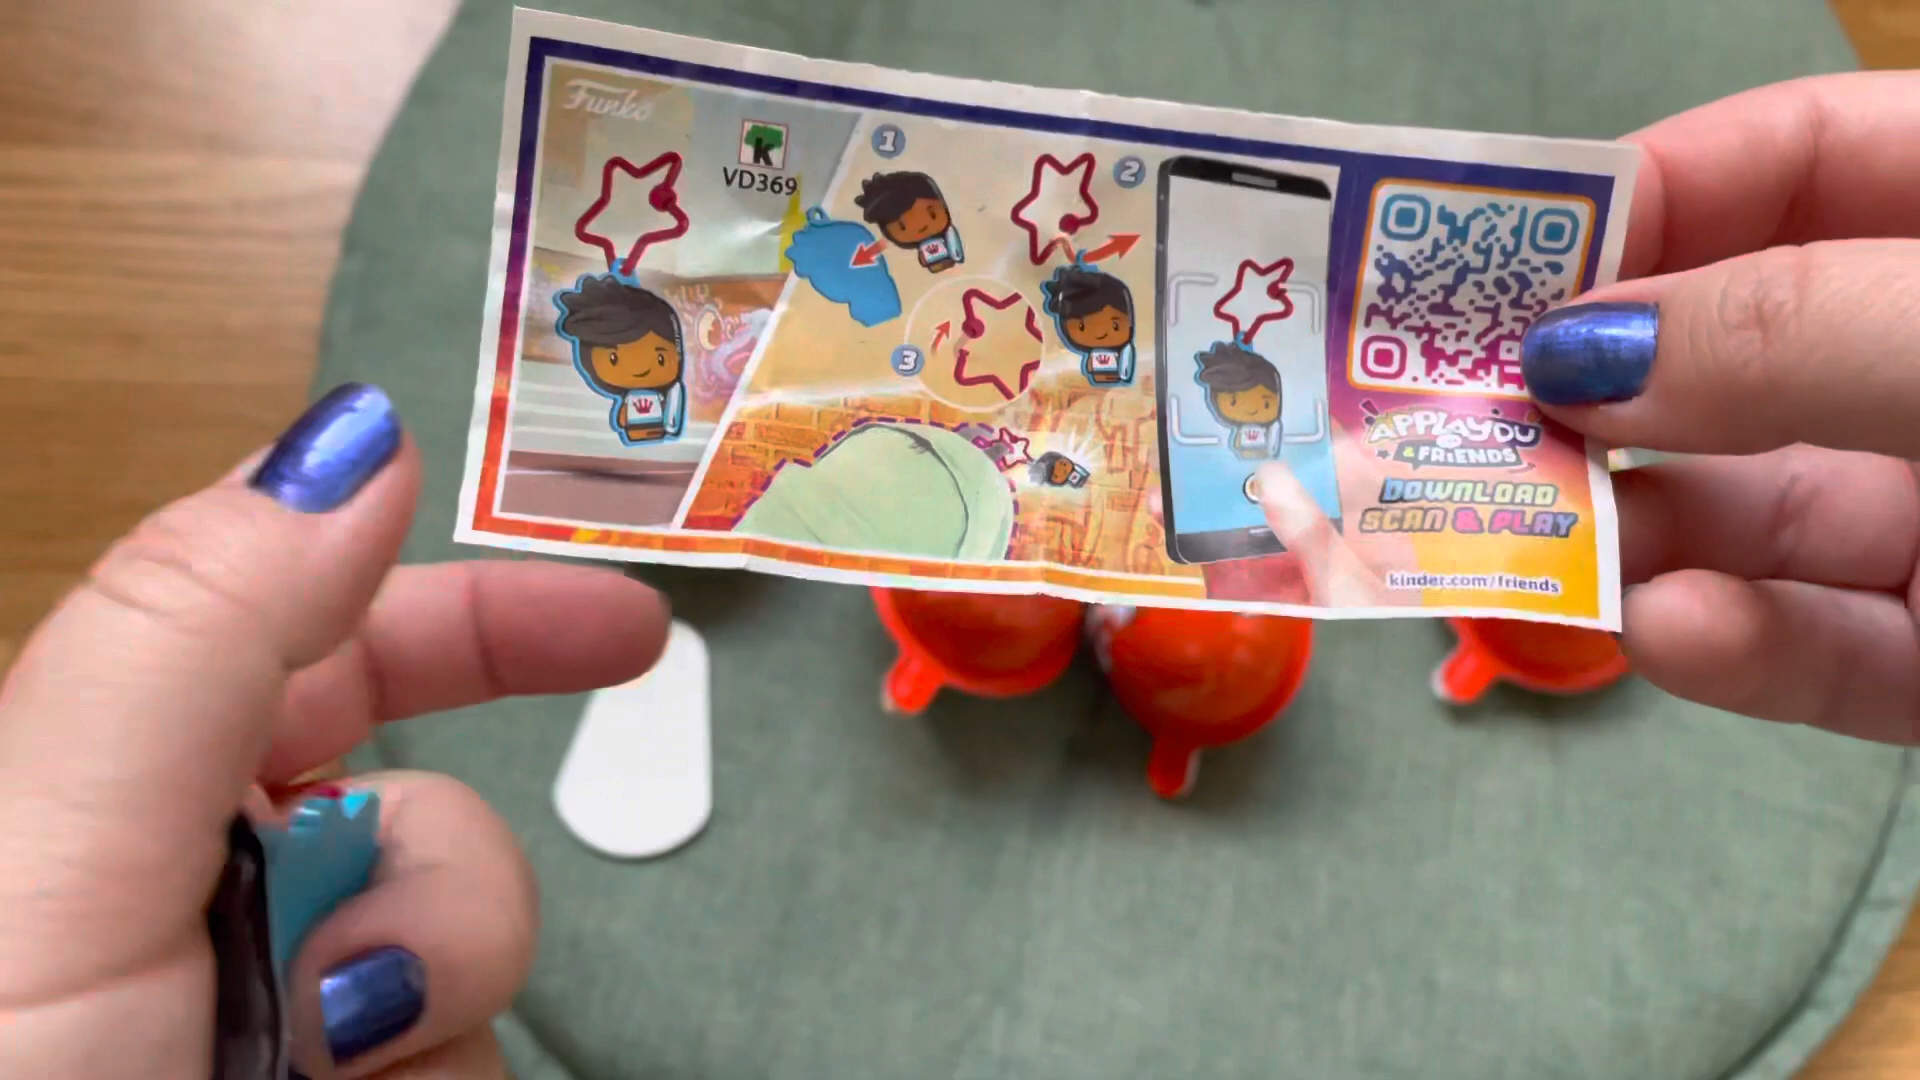 Funko
k
VD369
1
2
3
APPLAYDU
& FRIENDS
DOWNLOAD
SCAN & PLAY
kinder.com/friends